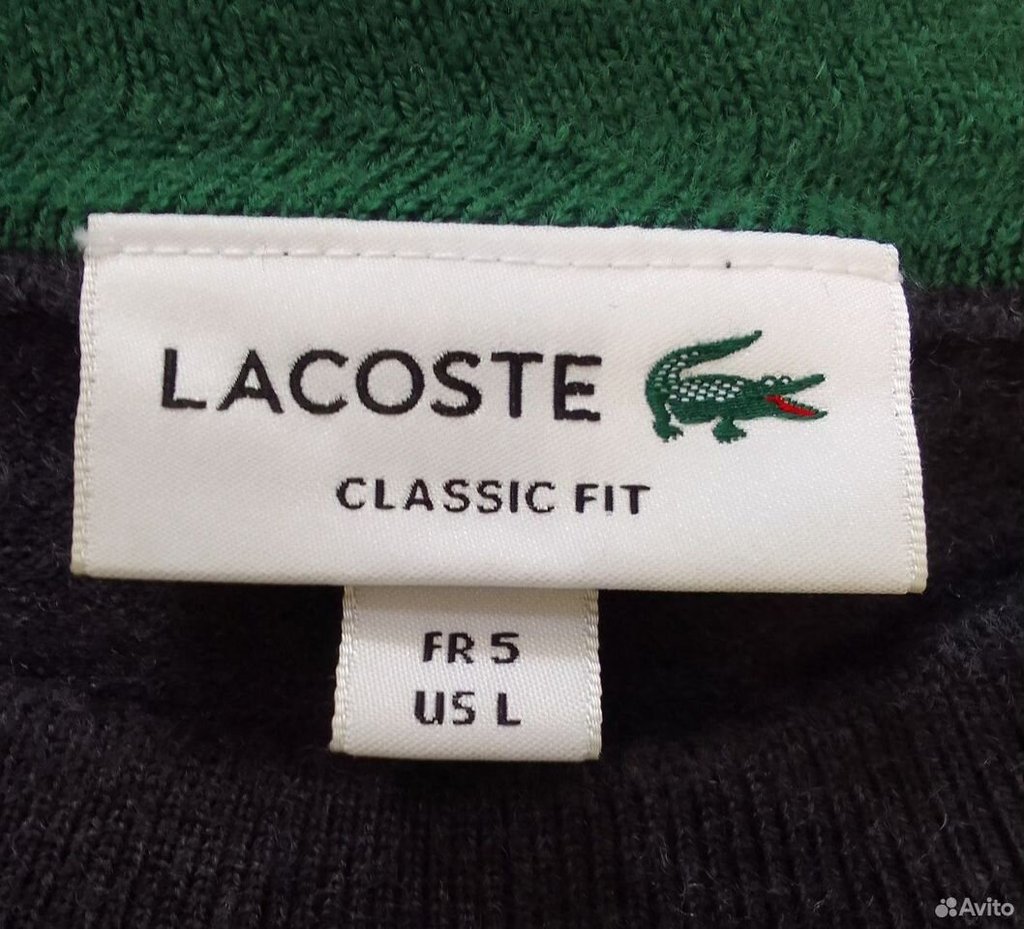 LACOSTE
CLASSIC FIT
FR 5
US L
Avito